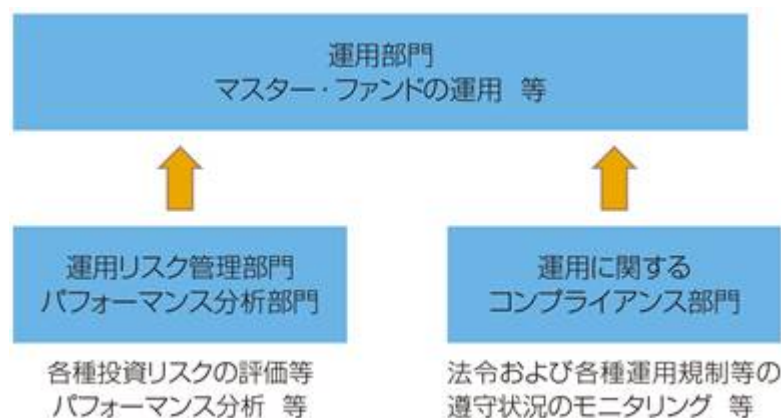 運用部門
マスター・ファンドの運用 等
運用リスク管理部門
パフォーマンス分析部門
運用に関する
コンプライアンス部門
各種投資リスクの評価等
パフォーマンス分析 等
法令および各種運用規制等の
遵守状況のモニタリング 等